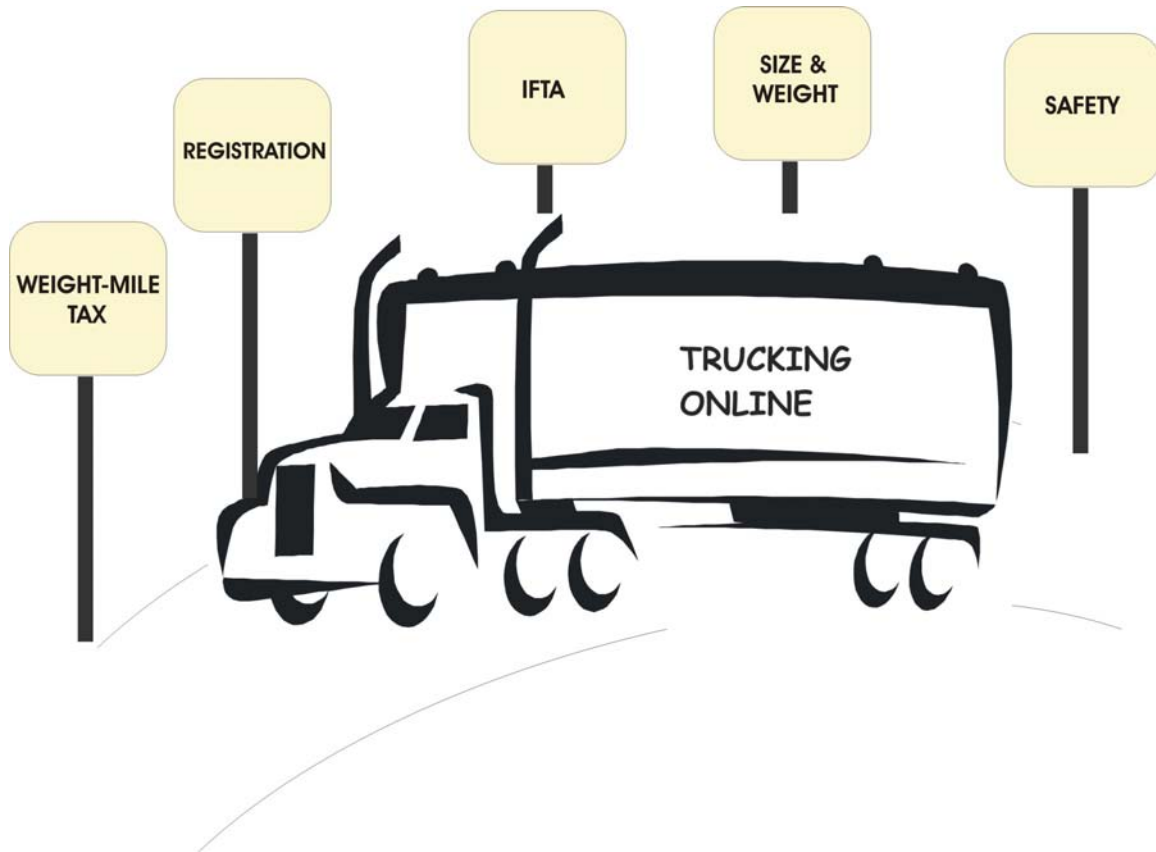 WEIGHT-MILE
TAX
REGISTRATION
IFTA
SIZE &
WEIGHT
SAFETY
TRUCKING
ONLINE